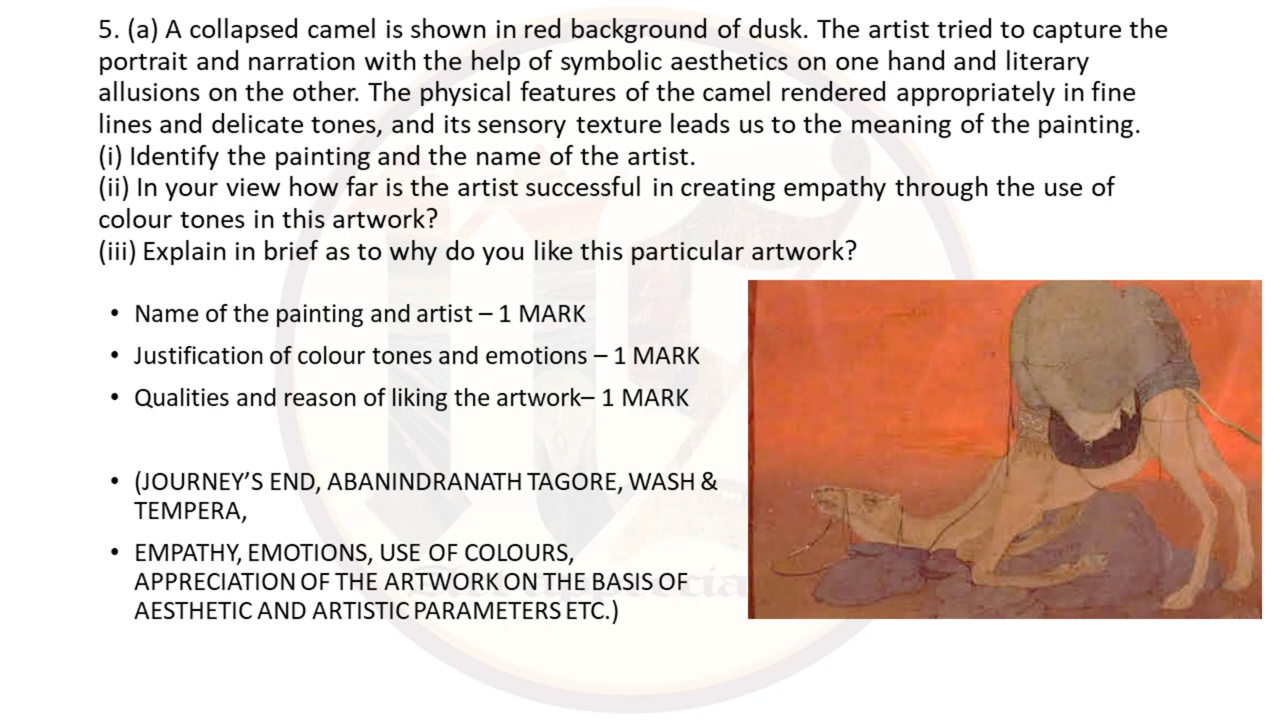 5. (a) A collapsed camel is shown in red background of dusk. The artist tried to capture the
portrait and narration with the help of symbolic aesthetics on one hand and literary
allusions on the other. The physical features of the camel rendered appropriately in fine
lines and delicate tones, and its sensory texture leads us to the meaning of the painting.
(i) Identify the painting and the name of the artist.
(ii) In your view how far is the artist successful in creating empathy through the use of
colour tones in this artwork?
(iii) Explain in brief as to why do you like this particular artwork?
• Name of the painting and artist – 1 MARK
• Justification of colour tones and emotions – 1 MARK
• Qualities and reason of liking the artwork– 1 MARK
• (JOURNEY'S END, ABANINDRANATH TAGORE, WASH &
TEMPERA,
• EMPATHY, EMOTIONS, USE OF COLOURS,
APPRECIATION OF THE ARTWORK ON THE BASIS OF
AESTHETIC AND ARTISTIC PARAMETERS ETC.)